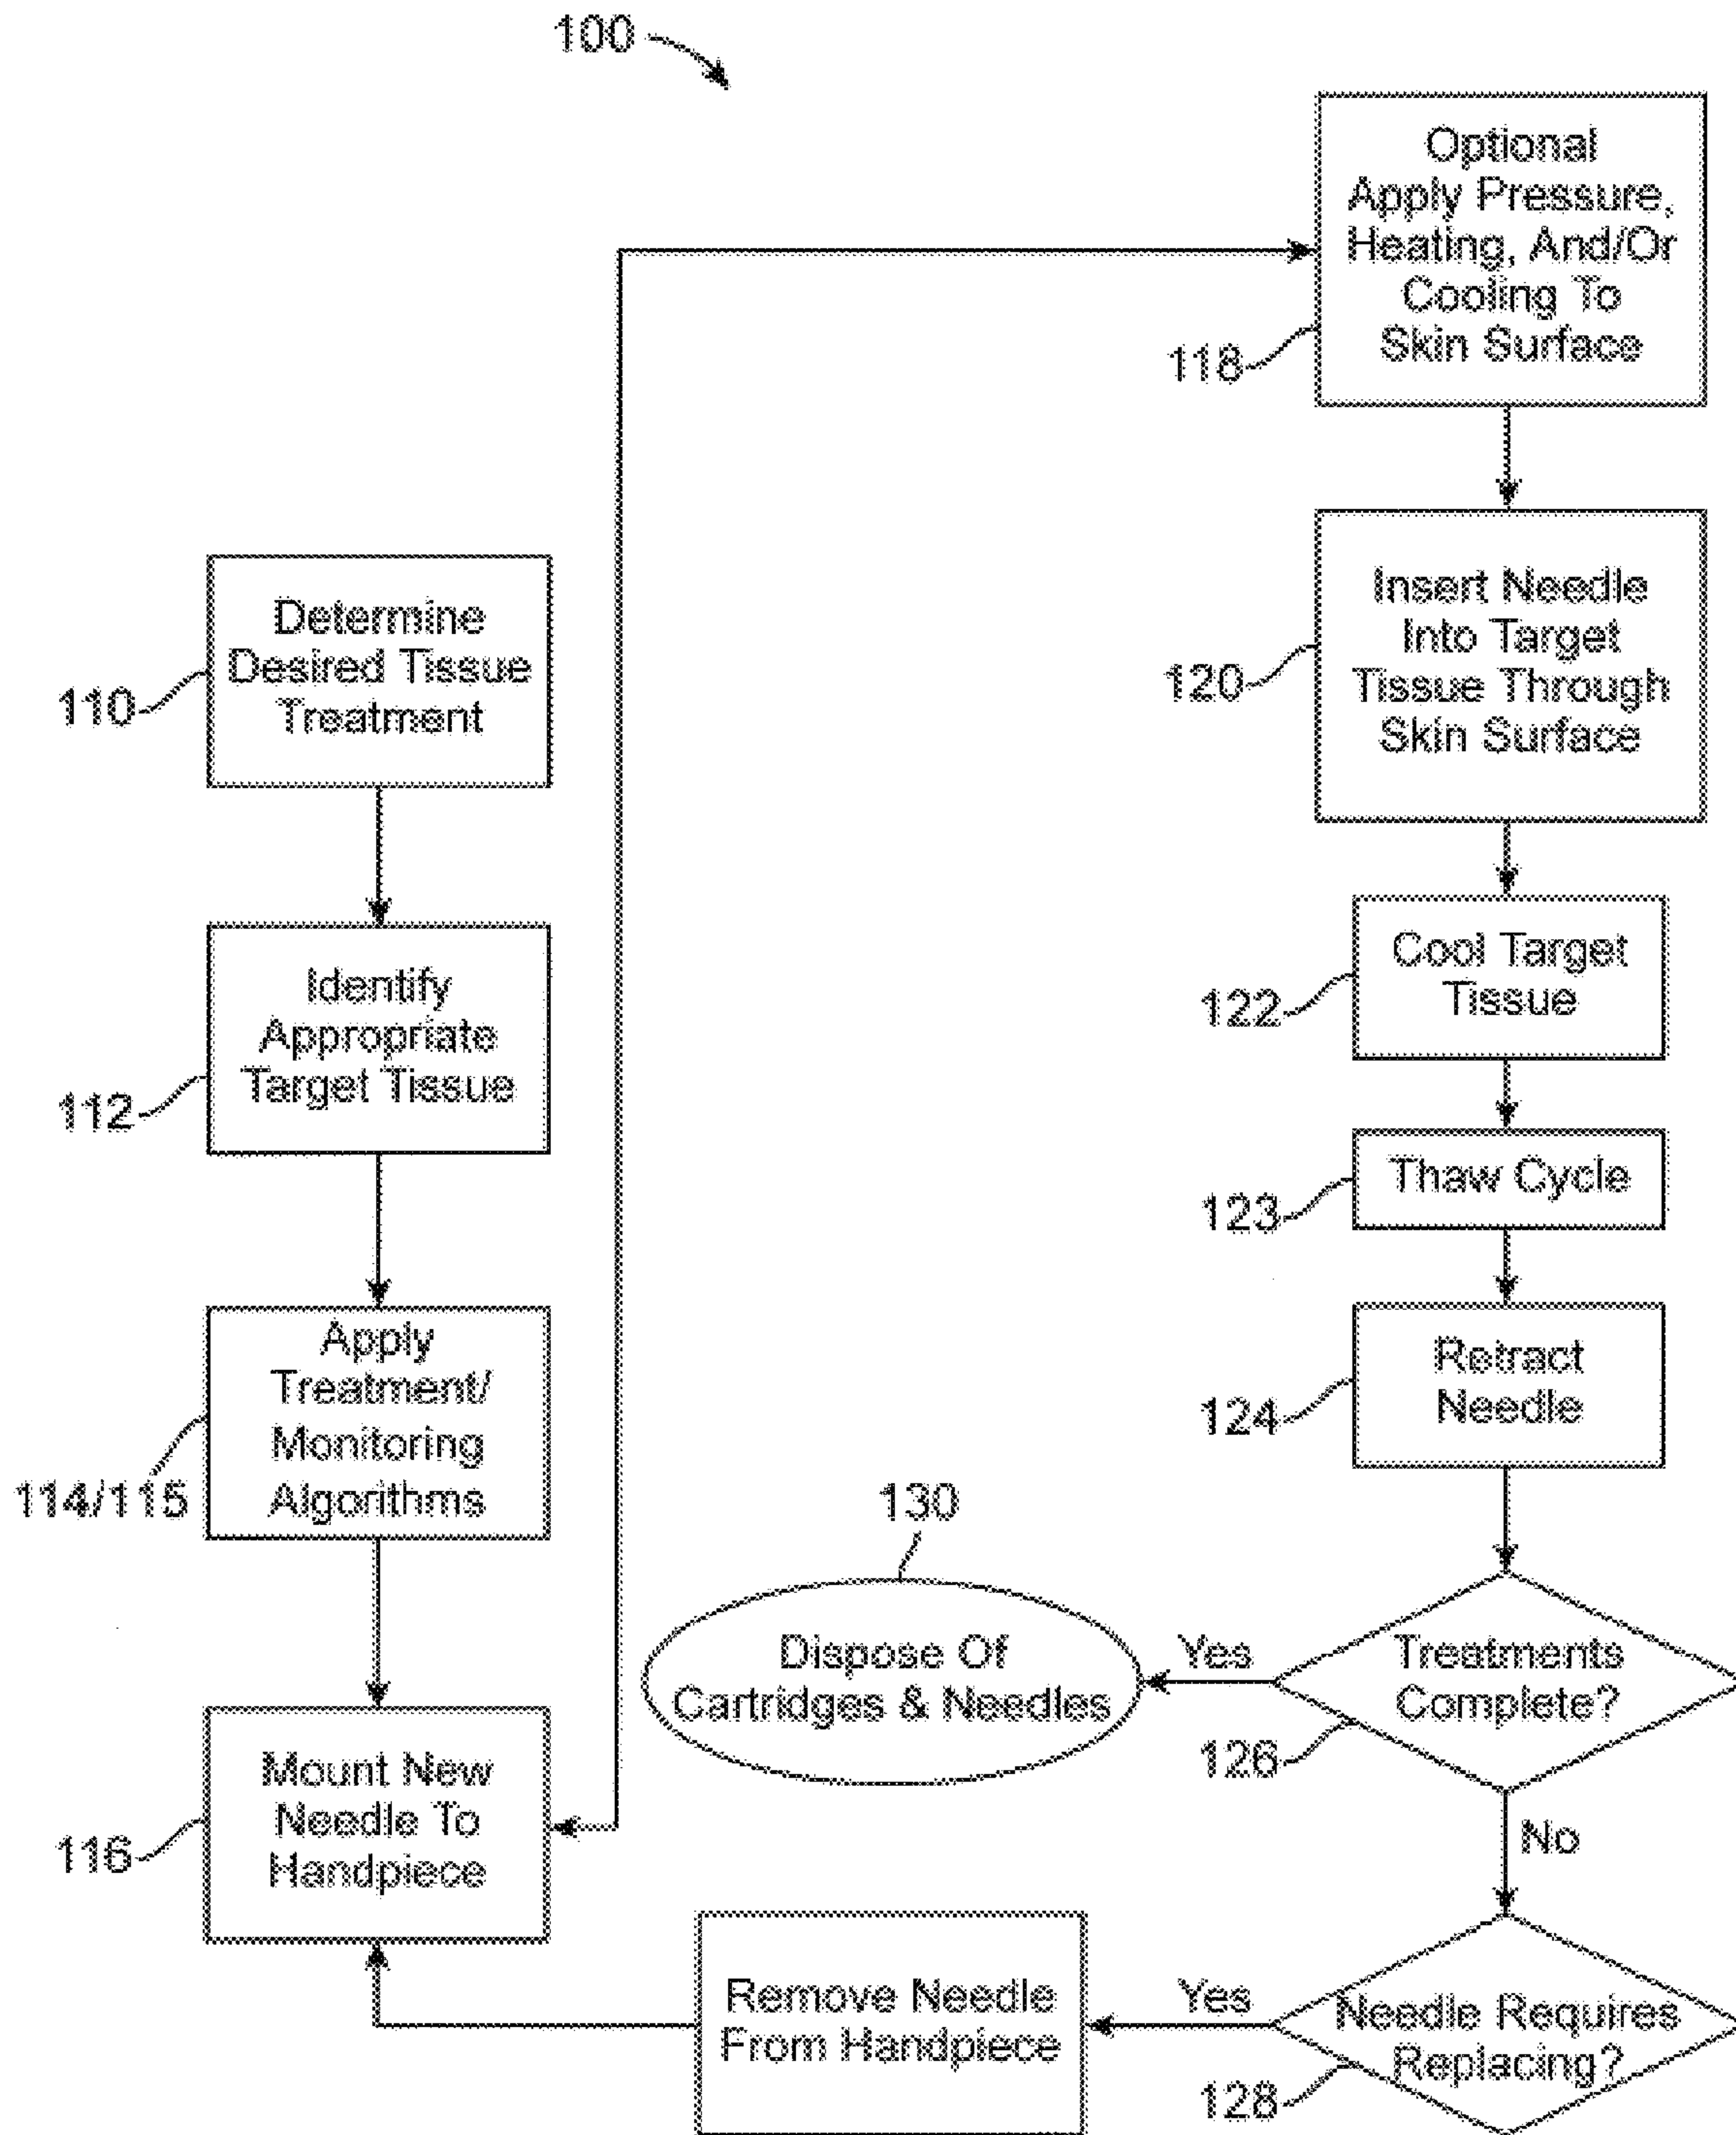 100
Optional
Apply Pressure,
Heating, And/Or
Cooling To
Skin Surface
118
Insert Needle
Into Target
Tissue Through
Skin Surface
120
Determine
Desired Tissue
Treatment
110
Cool Target
Tissue
122
Identify
Appropriate
Target Tissue
112
Thaw Cycle
123
Apply
Treatment/
Monitoring
Algorithms
114/115
Retract
Needle
124
130
Dispose Of
Cartridges & Needles
Yes
Treatments
Complete?
126
Mount New
Needle To
Handpiece
116
No
Remove Needle
From Handpiece
Yes
Needle Requires
Replacing?
128